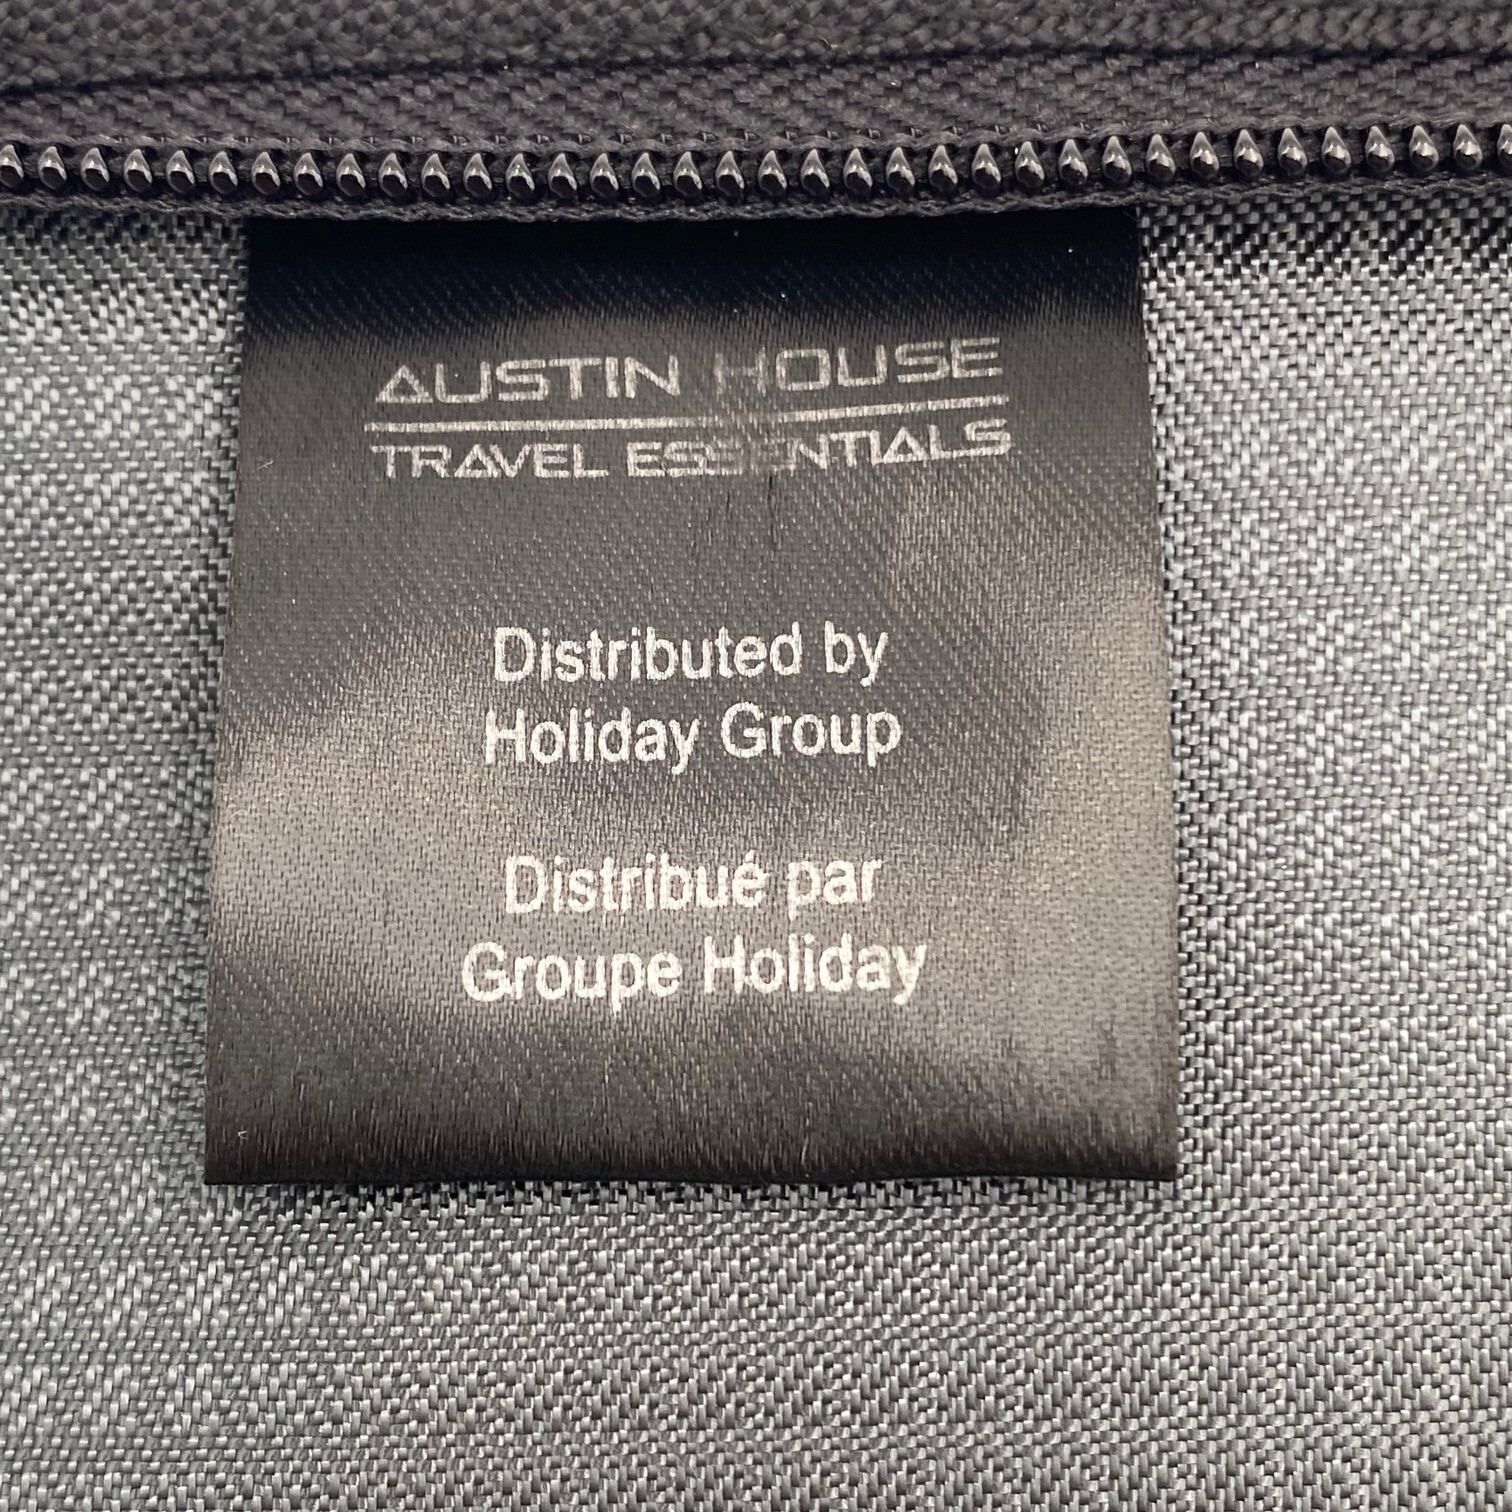 AUSTIN HOUSE
TRAVEL ESSENTIALS
Distributed by
Holiday Group
Distribué par
Groupe Holiday